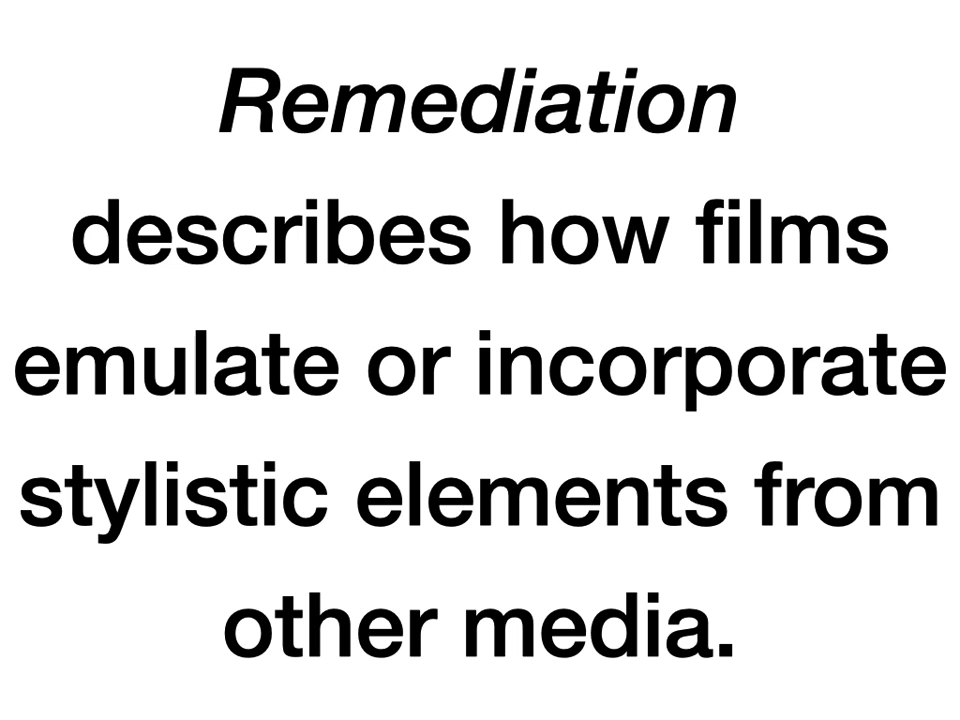 Remediation
describes how films
emulate or incorporate
stylistic elements from
other media.